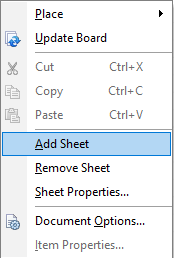 Place
Update Board
Cut Ctrl+X
Copy Ctrl+C
Paste Ctrl+V
Add Sheet
Remove Sheet
Sheet Properties...
Document Options...
Item Properties...